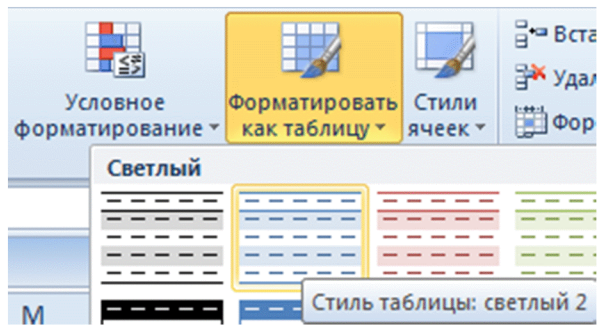 Условное форматирование
Форматировать как таблицу
Стили ячеек
Светлый
Стиль таблицы: светлый 2
М